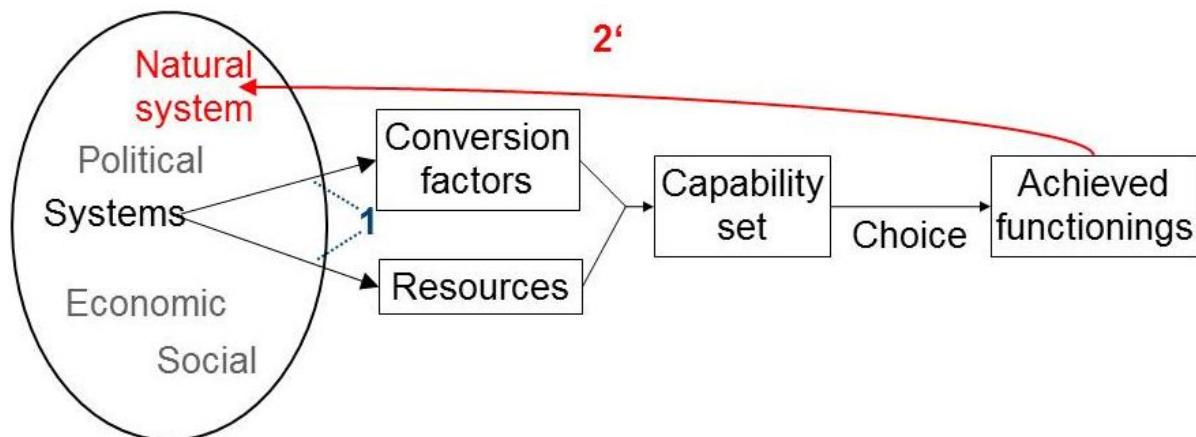 2‘
Natural
system
Political
Systems
Economic
Social
1
Conversion
factors
Resources
Capability
set
Choice
Achieved
functionings